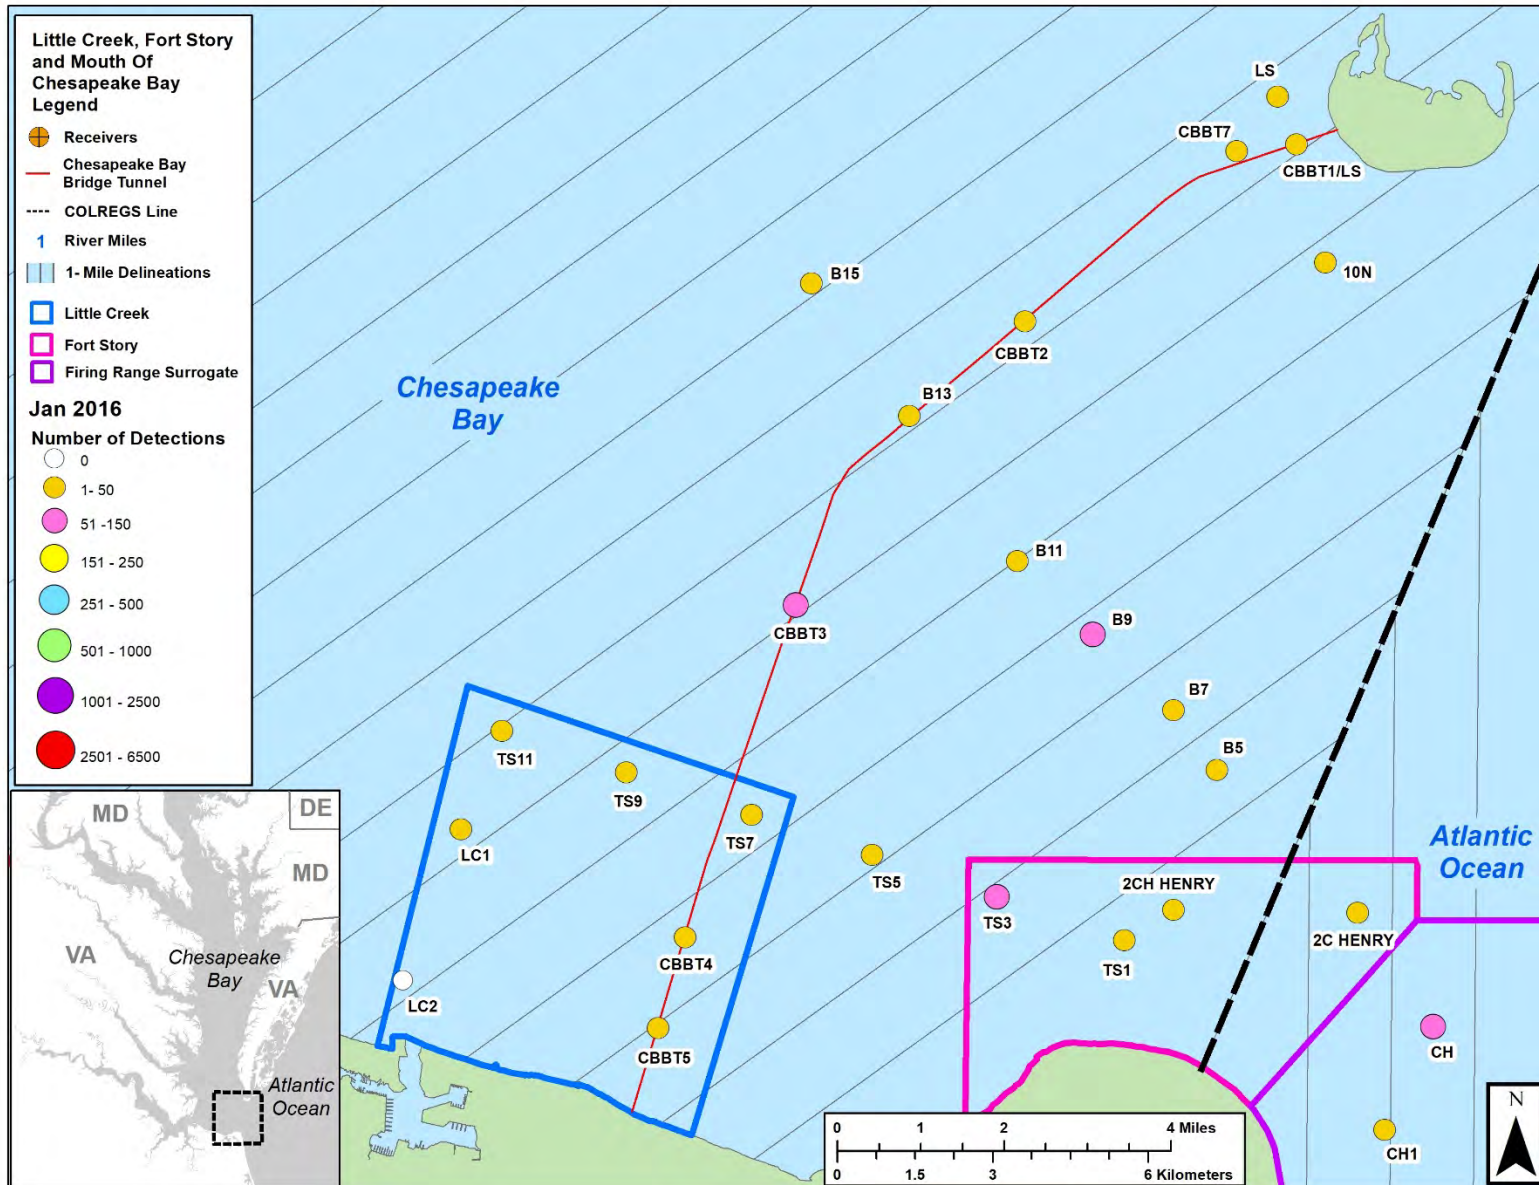 Little Creek, Fort Story
and Mouth Of
Chesapeake Bay
Legend
Receivers
Chesapeake Bay
Bridge Tunnel
COLREGS Line
1 River Miles
1- Mile Delineations
Little Creek
Fort Story
Firing Range Surrogate
Jan 2016
Number of Detections
0
1- 50
51 -150
151 - 250
251 - 500
501 - 1000
1001 - 2500
2501 - 6500
LS
CBBT7
CBBT1/LS
10N
B15
CBBT2
B13
Chesapeake
Bay
B11
CBBT3
B9
B7
B5
TS11
TS9
TS7
LC1
TS5
Atlantic
Ocean
2CH HENRY
TS3
TS1
2C HENRY
CBBT4
LC2
CBBT5
CH
CH1
MD
DE
MD
VA
Chesapeake
Bay
VA
Atlantic
Ocean
0 1 2 4 Miles
0 1.5 3 6 Kilometers
N